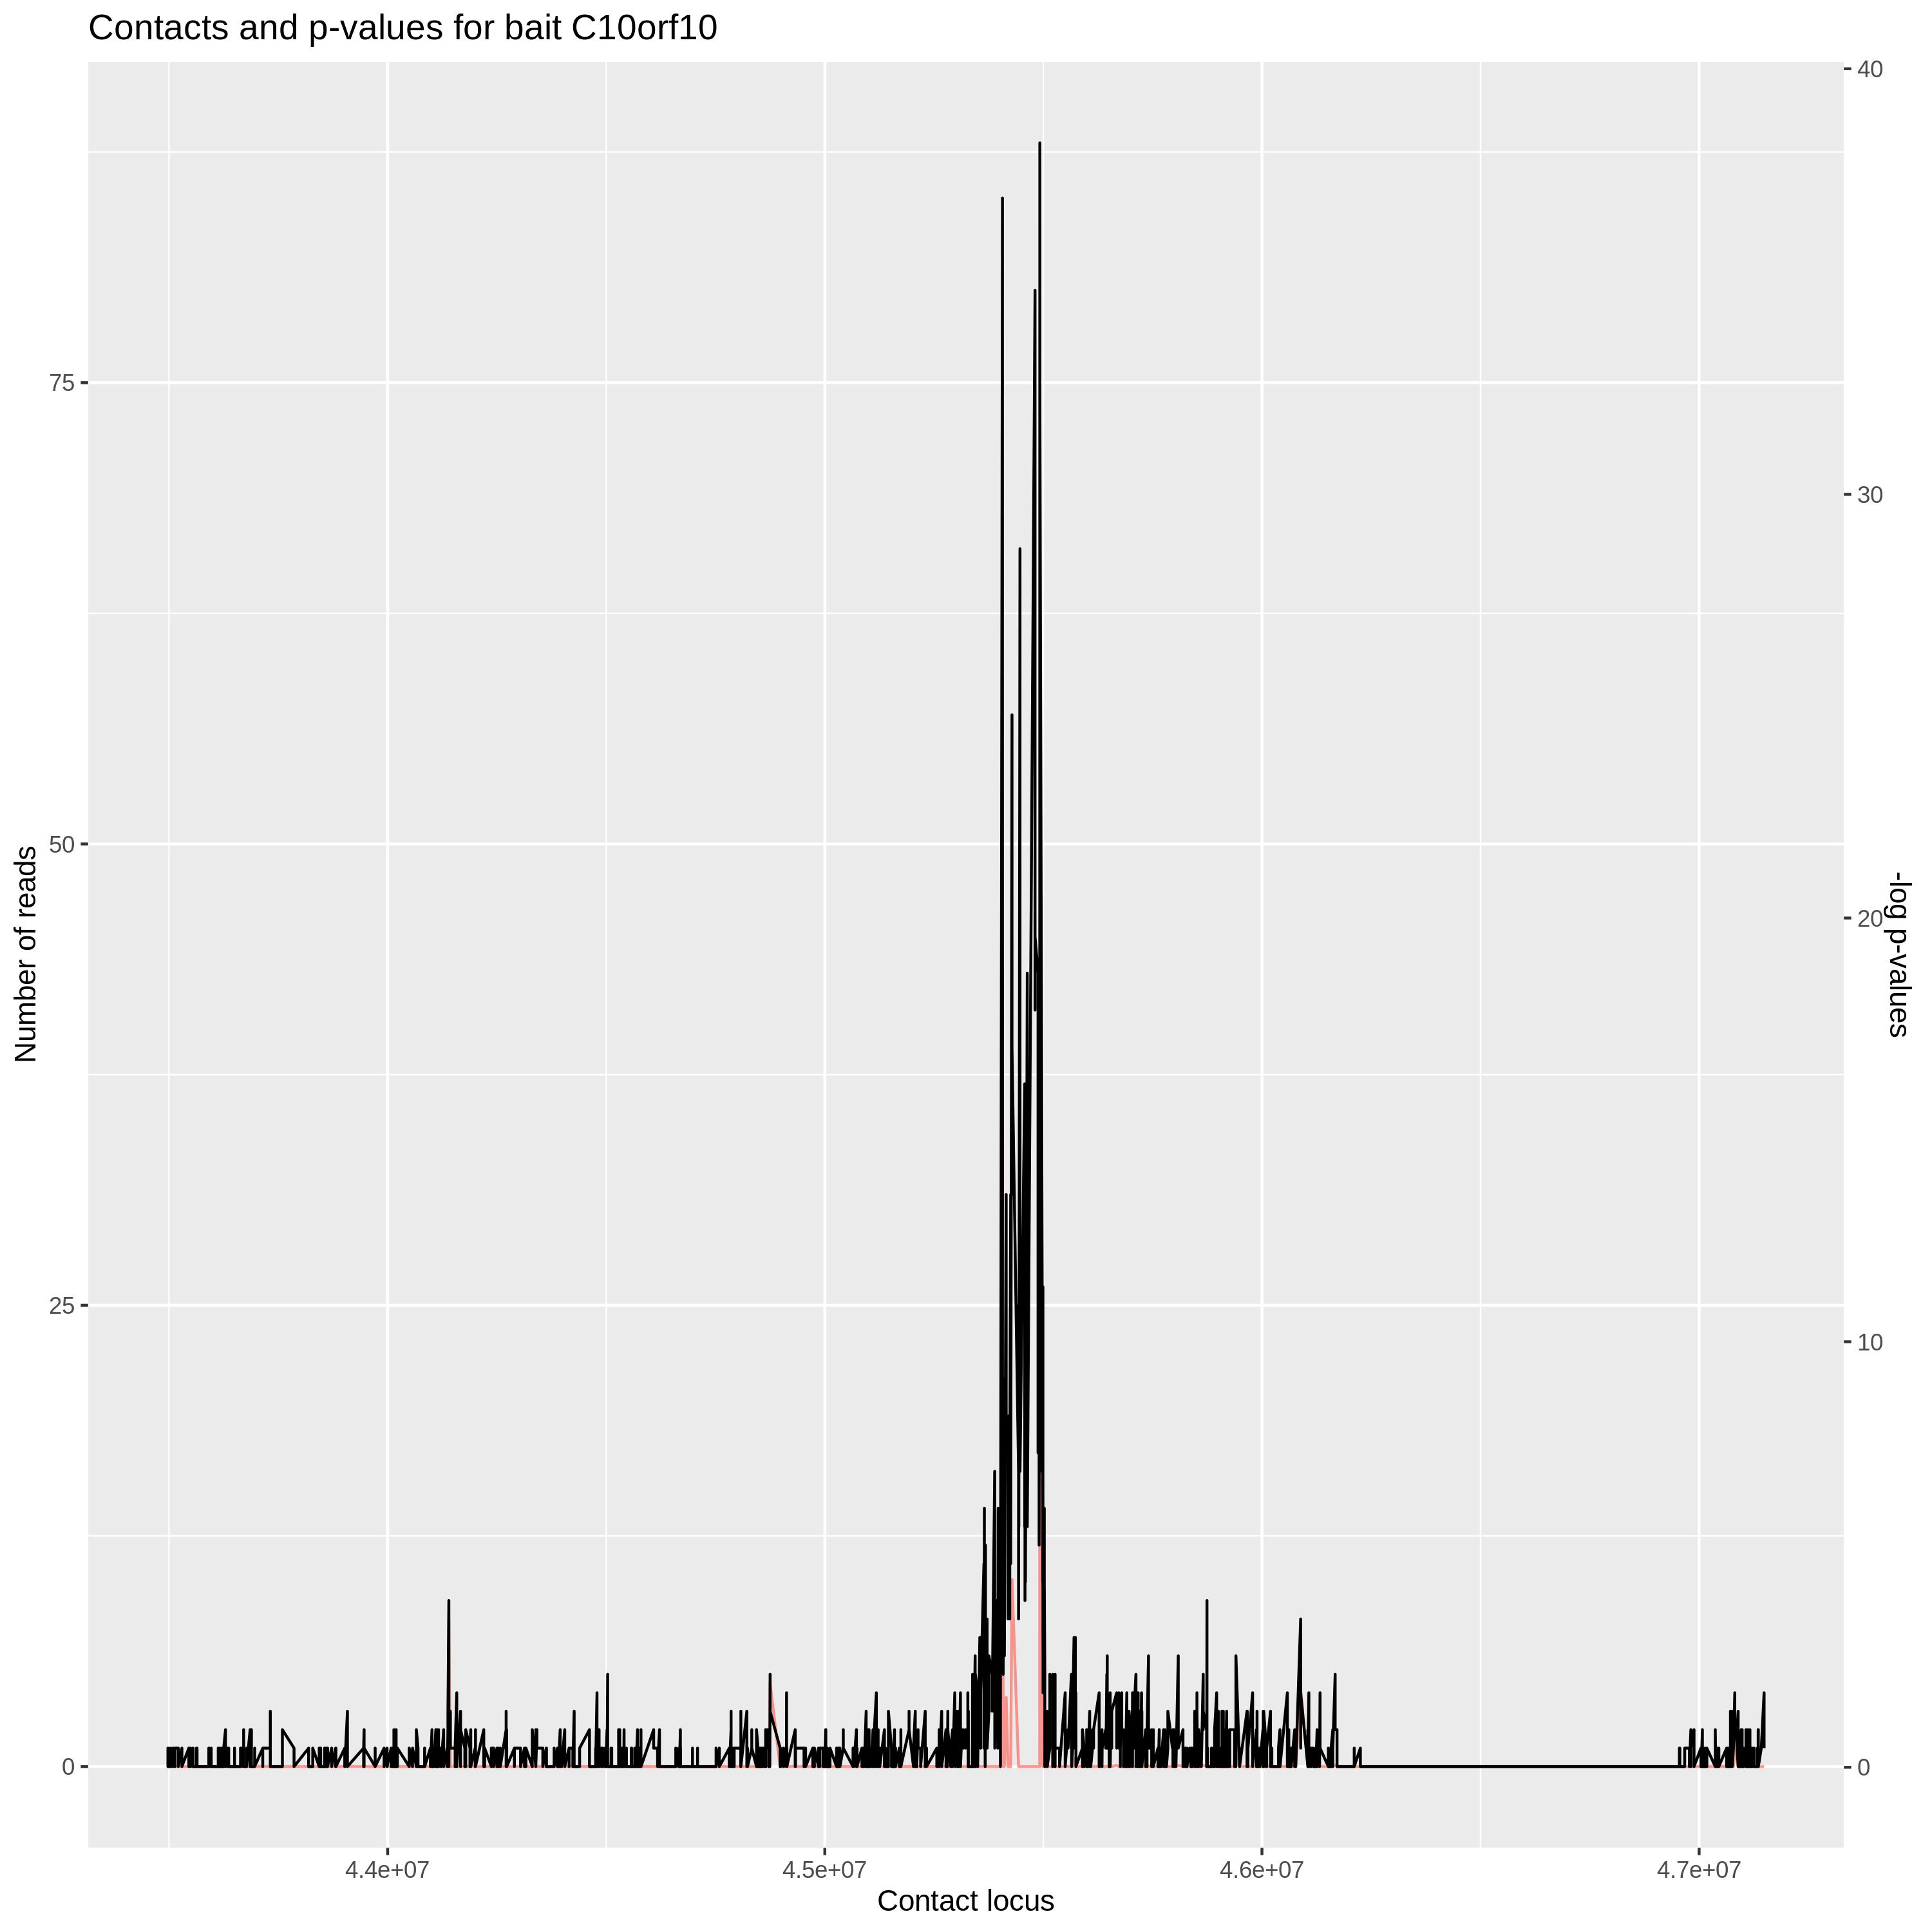 Contacts and p-values for bait C10orf10
40
75
30
50
20
25
10
0
0
Number of reads
-log p-values
4.4e+07
4.5e+07
4.6e+07
4.7e+07
Contact locus